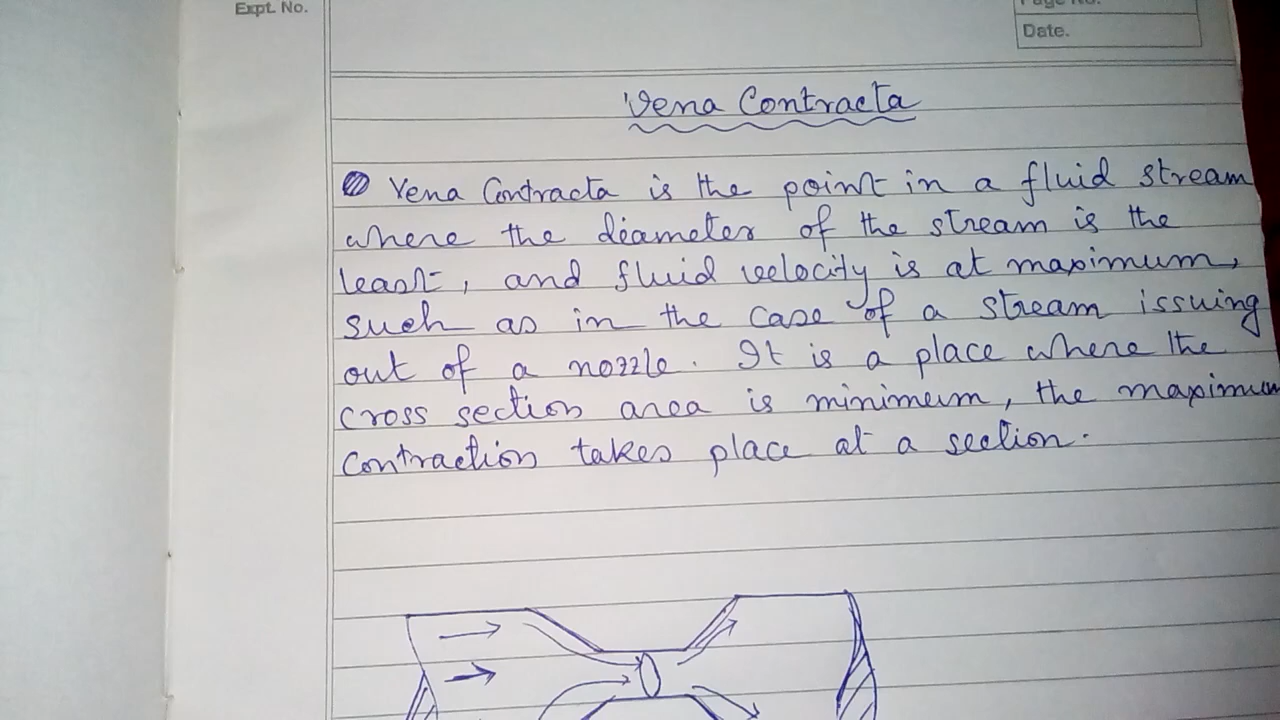 Expt. No.
Page No.
Date.
Vena Contracta
Vena Contracta is the point in a fluid stream
where the diameter of the stream is the
least, and fluid velocity is at maximum,
such as in the case of a stream issuing
out of a nozzle. It is a place where the
cross section area is minimum, the maximum
contraction takes place at a section.